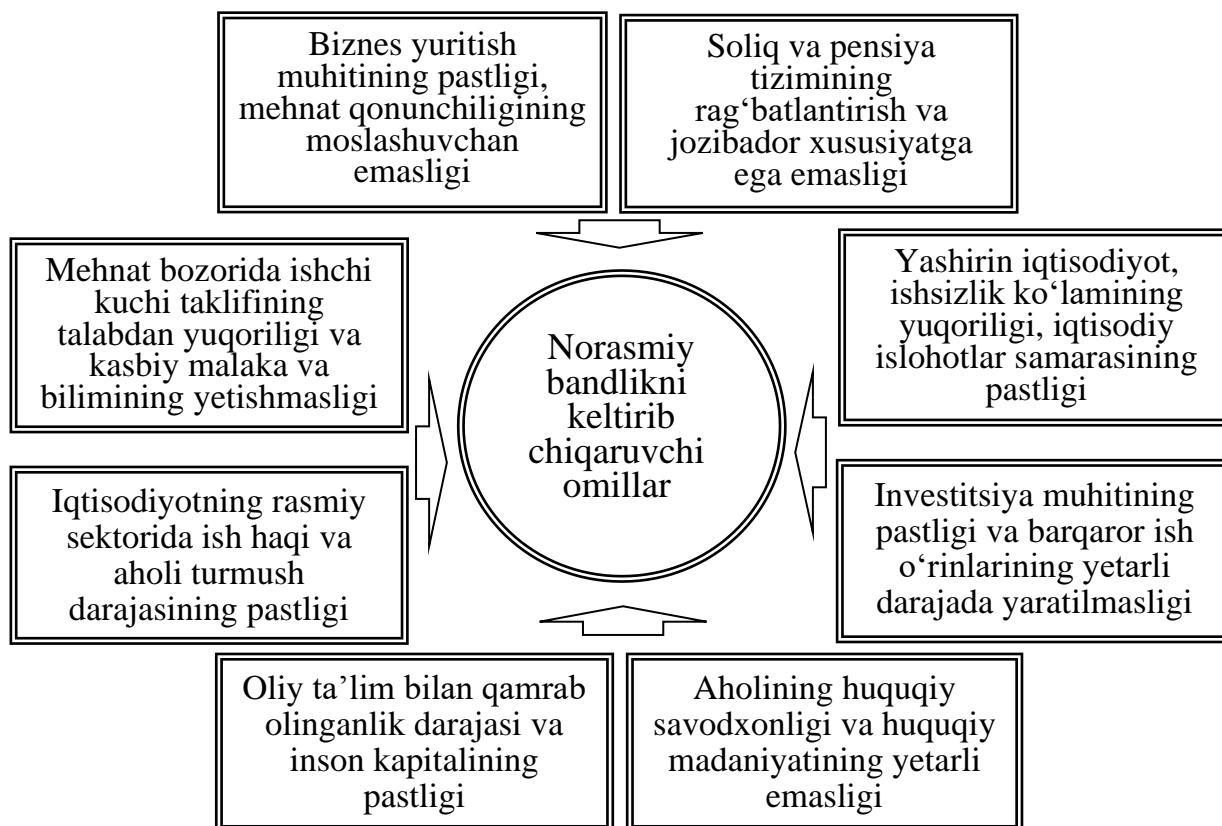 Biznes yuritish
muhitining pastligi,
mehnat qonunchiligining
moslashuvchan
emasligi
Soliq va pensiya
tizimining
rag‘batlantirish va
jozibador xususiyatga
ega emasligi
Mehnat bozorida ishchi
kuchi taklifining
talabdan yuqoriligi va
kasbiy malaka va
bilimining yetishmasligi
Norasmiy
bandlikni
keltirib
chiqaruvchi
omillar
Yashirin iqtisodiyot,
ishsizlik ko‘lamining
yuqoriligi, iqtisodiy
islohotlar samarasining
pastligi
Iqtisodiyotning rasmiy
sektorida ish haqi va
aholi turmush
darajasining pastligi
Investitsiya muhitining
pastligi va barqaror ish
o‘rinlarining yetarli
darajada yaratilmasligi
Oliy ta’lim bilan qamrab
olinganlik darajasi va
inson kapitalining
pastligi
Aholining huquqiy
savodxonligi va huquqiy
madaniyatining yetarli
emasligi